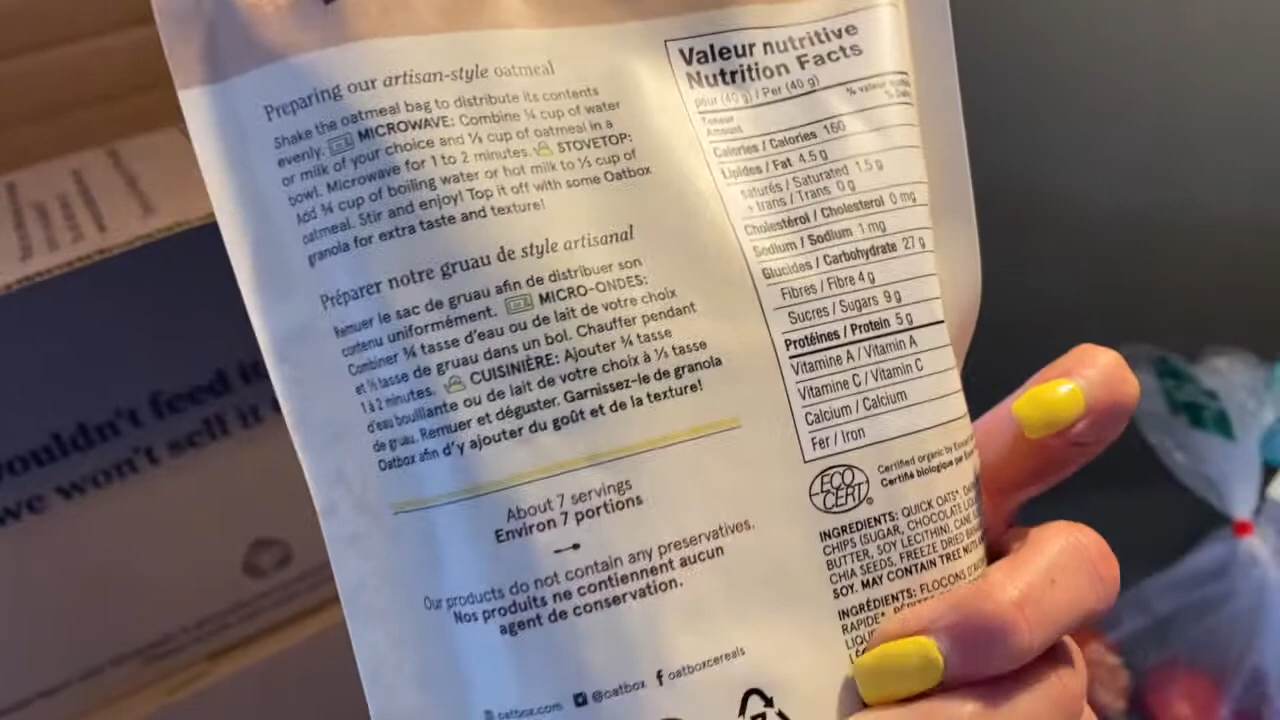 Preparing our artisan-style oatmeal
Shake the oatmeal bag to distribute its contents
evenly. MICROWAVE: Combine ¾ cup of water
or milk of your choice and ⅓ cup of oatmeal in a
bowl. Microwave for 1 to 2 minutes. STOVETOP:
Add ¾ cup of boiling water or hot milk to ⅓ cup of
oatmeal. Stir and enjoy! Top it off with some Oatbox
granola for extra taste and texture!
Préparer notre gruau de style artisanal
Remuer le sac de gruau afin de distribuer son
contenu uniformément. MICRO-ONDES:
Combiner ¾ tasse d'eau ou de lait de votre choix
et ⅓ tasse de gruau dans un bol. Chauffer pendant
1 à 2 minutes. CUISINIÈRE: Ajouter ¾ tasse
d'eau bouillante ou de lait de votre choix à ⅓ tasse
de gruau. Remuer et déguster. Garnissez-le de granola
Oatbox afin d'y ajouter du goût et de la texture!
About 7 servings
Environ 7 portions
Our products do not contain any preservatives.
Nos produits ne contiennent aucun
agent de conservation.
oatbox.com @oatbox oatboxcereals
Valeur nutritive
Nutrition Facts
pour (40 g) / Per (40 g)
Teneur % valeur
Amount % Daily
Calories / Calories 160
Lipides / Fat 4.5 g
saturés / Saturated 1.5 g
+ trans / Trans 0 g
Cholestérol / Cholesterol 0 mg
Sodium / Sodium 1 mg
Glucides / Carbohydrate 27 g
Fibres / Fibre 4 g
Sucres / Sugars 9 g
Protéines / Protein 5 g
Vitamine A / Vitamin A
Vitamine C / Vitamin C
Calcium / Calcium
Fer / Iron
ECO
CERT
Certified organic by
Certifié biologique par
INGREDIENTS: QUICK OATS*,
CHIPS (SUGAR, CHOCOLATE
BUTTER, SOY LECITHIN), CANE
CHIA SEEDS, FREEZE DRIED
SOY. MAY CONTAIN TREE NUTS
INGRÉDIENTS: FLOCONS
RAPIDE*,
ouldn't feed it
we won't sell it